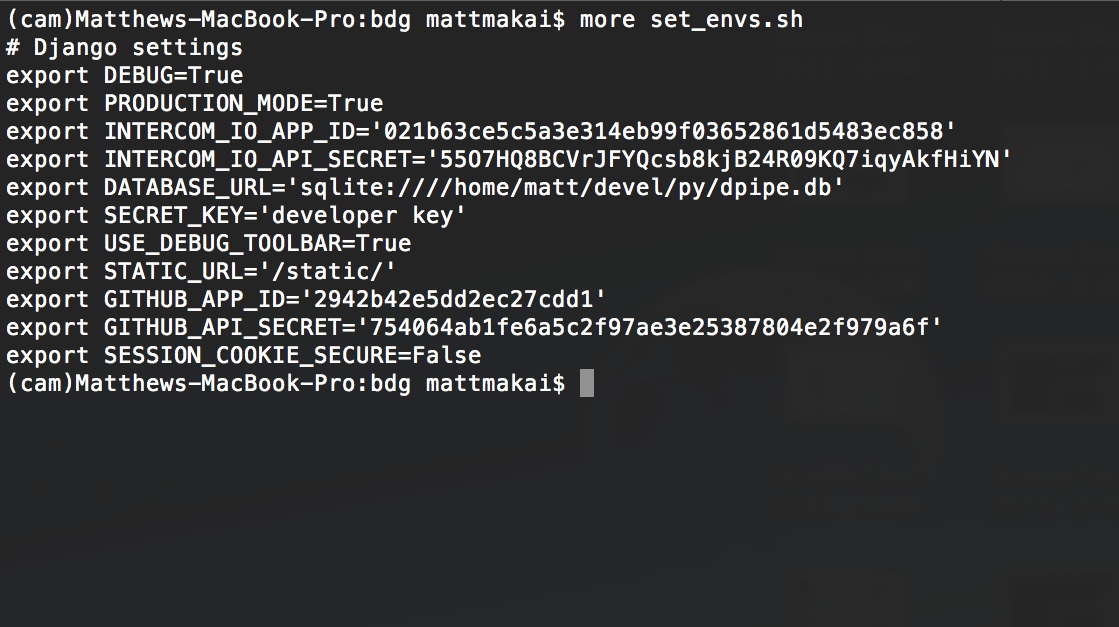 (cam)Matthews-MacBook-Pro:bdg mattmakai$ more set_envs.sh
# Django settings
export DEBUG=True
export PRODUCTION_MODE=True
export INTERCOM_IO_APP_ID='021b63ce5c5a3e314eb99f03652861d5483ec858'
export INTERCOM_IO_API_SECRET='55O7HQ8BCVrJFYQcsb8kjB24R09KQ7iqyAkfHiYN'
export DATABASE_URL='sqlite:////home/matt/devel/py/dpipe.db'
export SECRET_KEY='developer key'
export USE_DEBUG_TOOLBAR=True
export STATIC_URL='/static/'
export GITHUB_APP_ID='2942b42e5dd2ec27cdd1'
export GITHUB_API_SECRET='754064ab1fe6a5c2f97ae3e25387804e2f979a6f'
export SESSION_COOKIE_SECURE=False
(cam)Matthews-MacBook-Pro:bdg mattmakai$